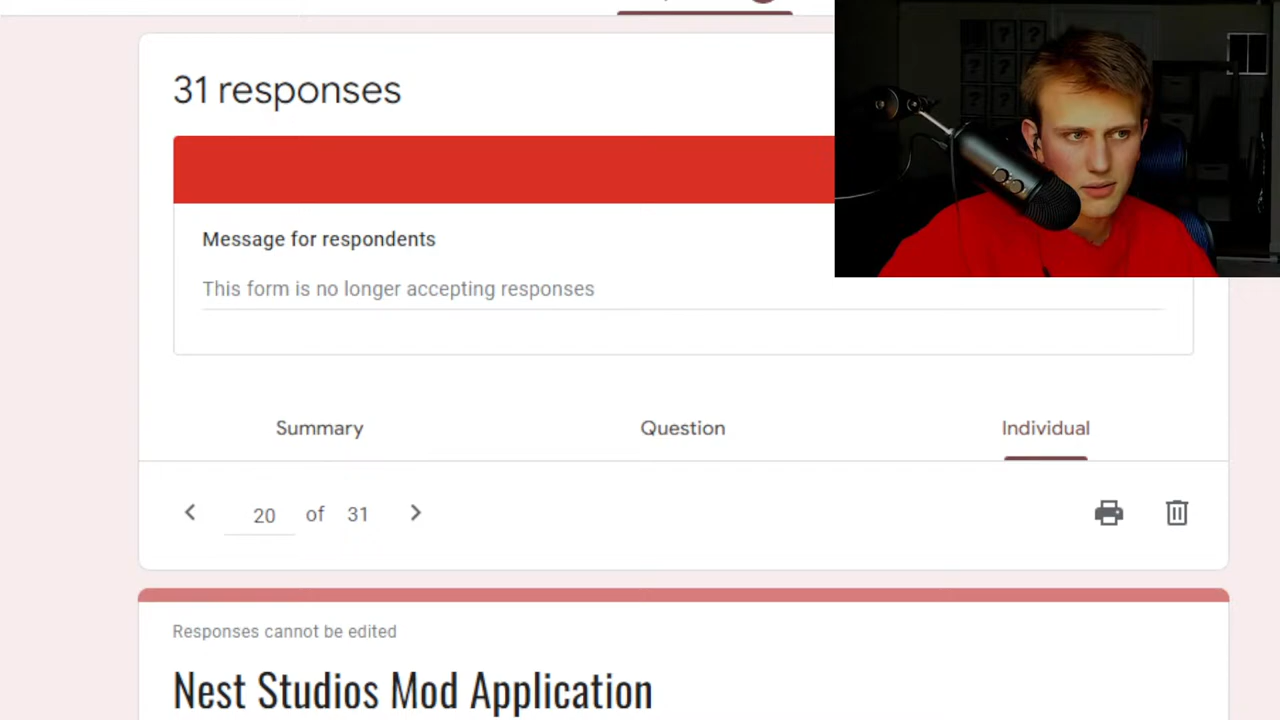 31 responses
Message for respondents
This form is no longer accepting responses
Summary
Question
Individual
20 of 31
Responses cannot be edited
Nest Studios Mod Application